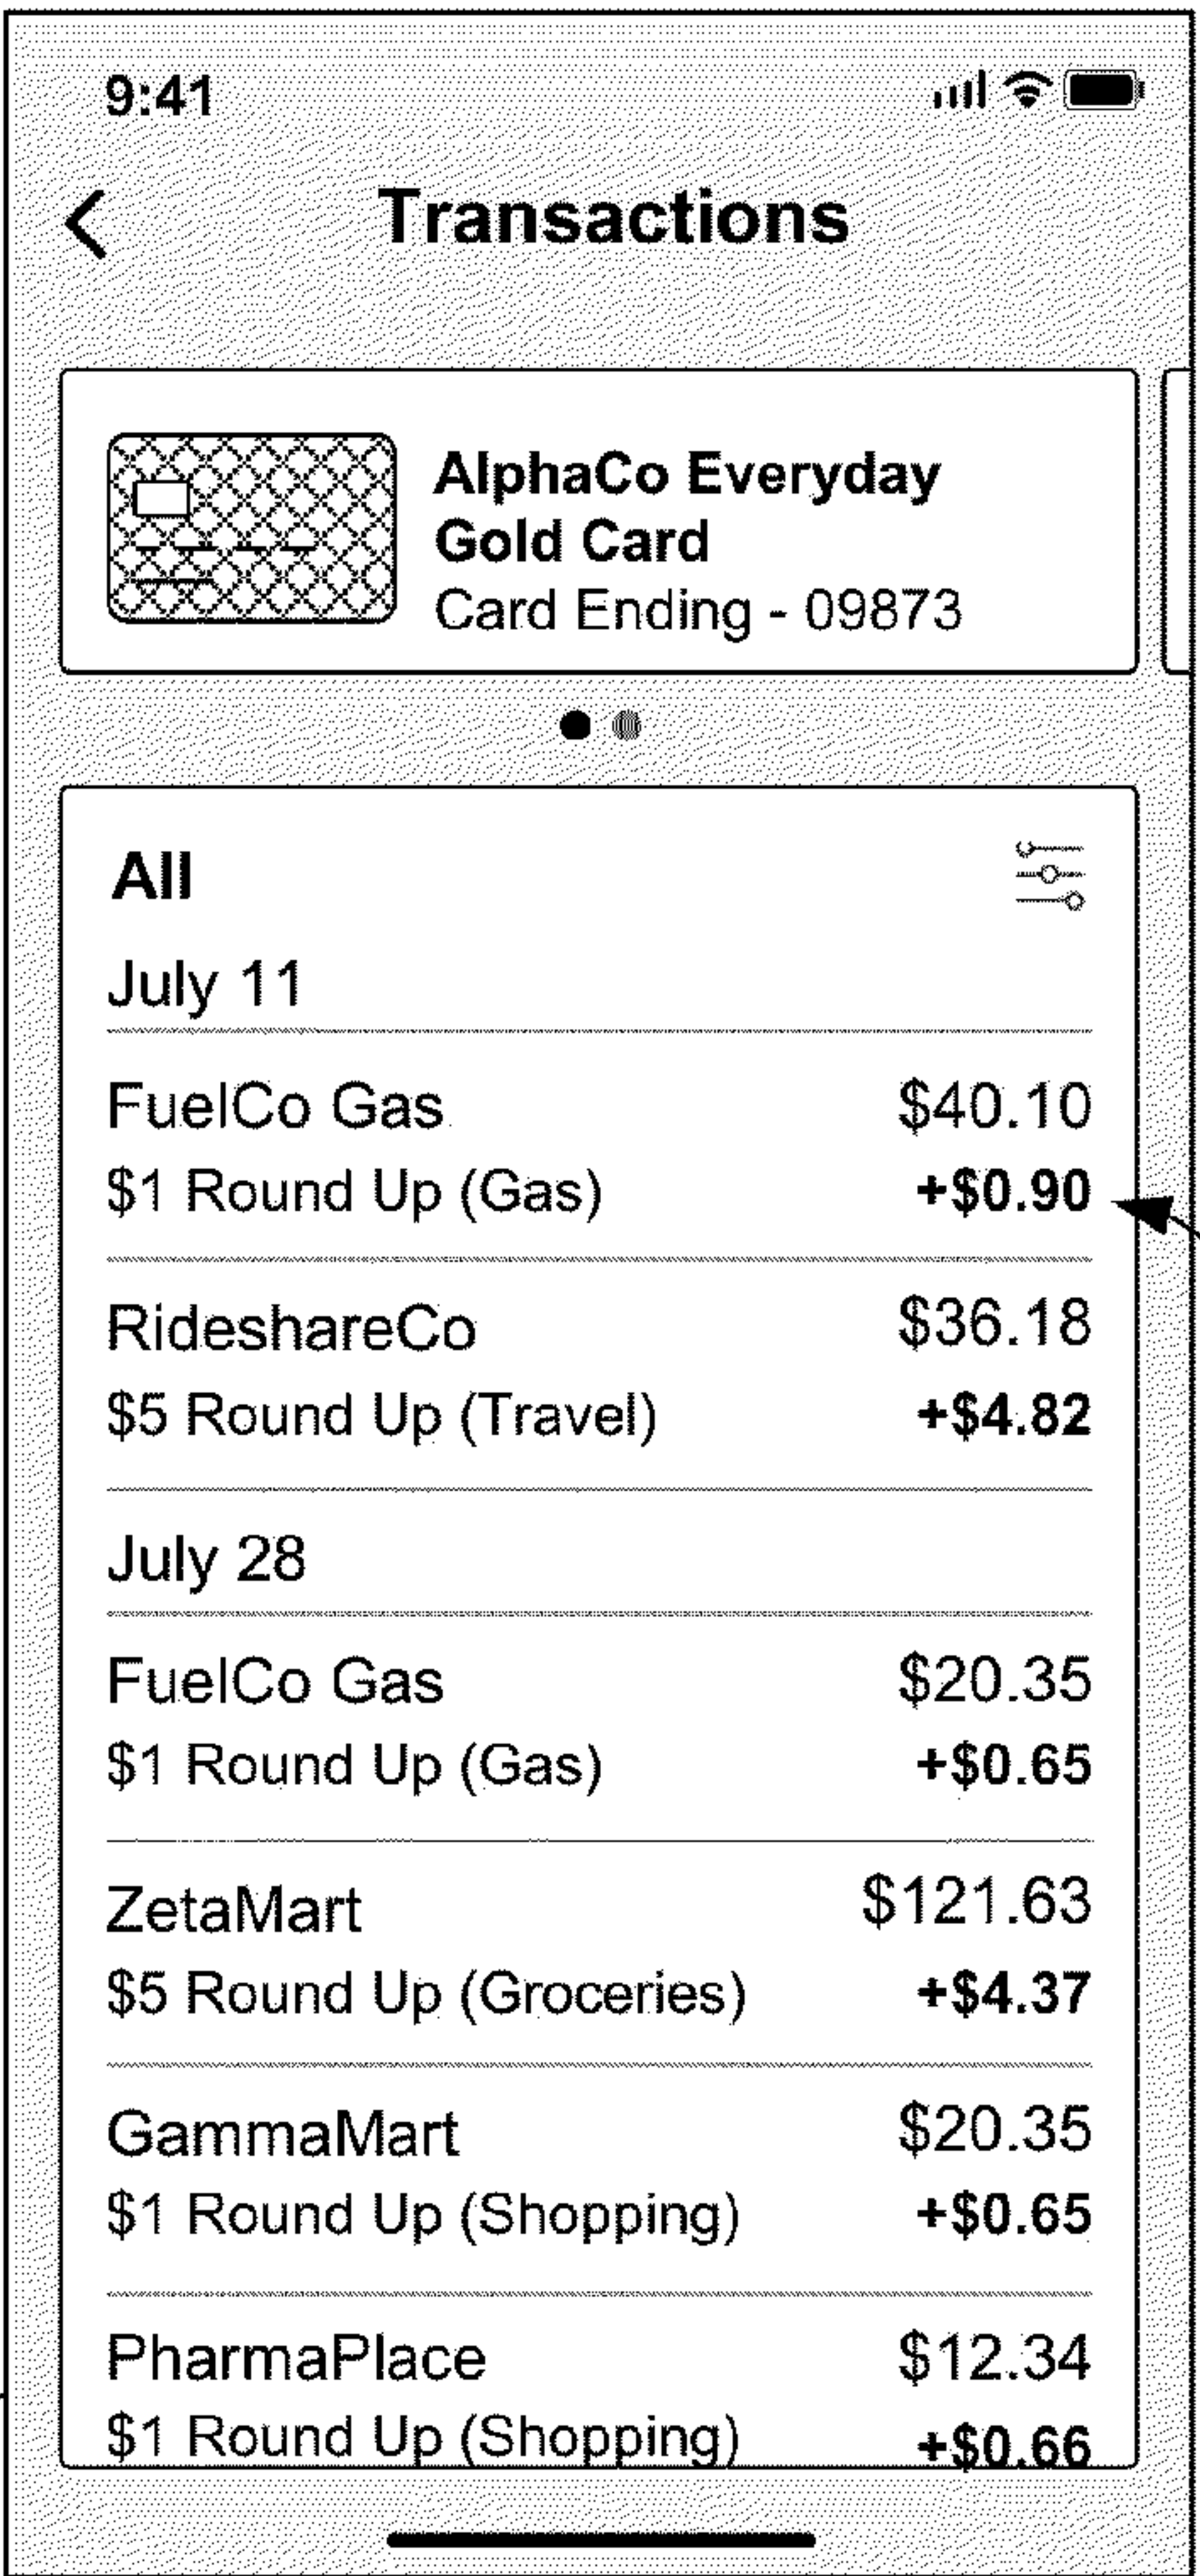 9:41
Transactions
AlphaCo Everyday
Gold Card
Card Ending - 09873
All
July 11
FuelCo Gas $40.10
$1 Round Up (Gas) +$0.90
RideshareCo $36.18
$5 Round Up (Travel) +$4.82
July 28
FuelCo Gas $20.35
$1 Round Up (Gas) +$0.65
ZetaMart $121.63
$5 Round Up (Groceries) +$4.37
GammaMart $20.35
$1 Round Up (Shopping) +$0.65
PharmaPlace $12.34
$1 Round Up (Shopping) +$0.66